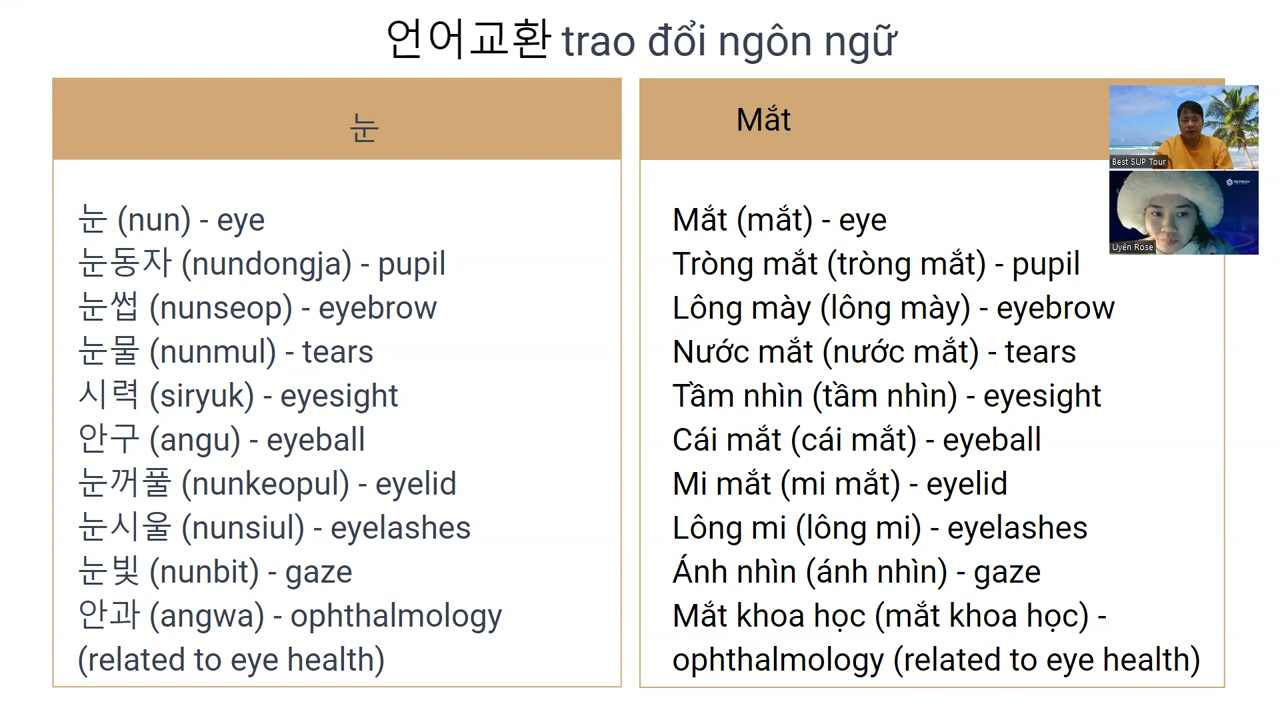 언어교환 trao đổi ngôn ngữ
눈
눈 (nun) - eye
눈동자 (nundongja) - pupil
눈썹 (nunseop) - eyebrow
눈물 (nunmul) - tears
시력 (siryuk) - eyesight
안구 (angu) - eyeball
눈꺼풀 (nunkeopul) - eyelid
눈시울 (nunsiul) - eyelashes
눈빛 (nunbit) - gaze
안과 (angwa) - ophthalmology
(related to eye health)
Mắt
Mắt (mắt) - eye
Tròng mắt (tròng mắt) - pupil
Lông mày (lông mày) - eyebrow
Nước mắt (nước mắt) - tears
Tầm nhìn (tầm nhìn) - eyesight
Cái mắt (cái mắt) - eyeball
Mi mắt (mi mắt) - eyelid
Lông mi (lông mi) - eyelashes
Ánh nhìn (ánh nhìn) - gaze
Mắt khoa học (mắt khoa học) -
ophthalmology (related to eye health)
Best SUP Tour
Uyên Rose